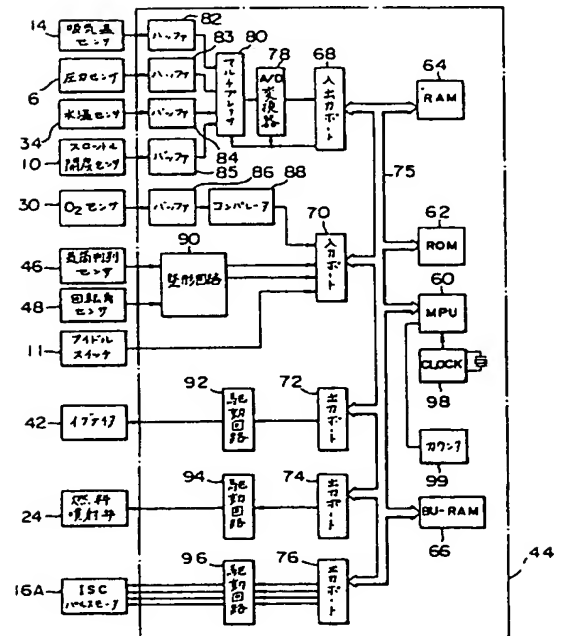 14
吸気温
センサ
82
バッファ
80
マルチプレクサ
78
A/D
変換器
68
入出力ポート
64
RAM
6
圧力センサ
83
バッファ
34
水温センサ
84
バッファ
10
スロットル
開度センサ
85
バッファ
75
30
O2センサ
86
バッファ
88
コンパレータ
70
入力ポート
62
ROM
46
気筒判別
センサ
90
整形回路
48
回転角
センサ
60
MPU
11
アイドル
スイッチ
CLOCK
98
42
イグナイタ
92
駆動回路
72
出力ポート
カウンタ
99
24
燃料
噴射弁
94
駆動回路
74
出力ポート
BU-RAM
66
16A
ISC
パルスモータ
96
駆動回路
76
出力ポート
44